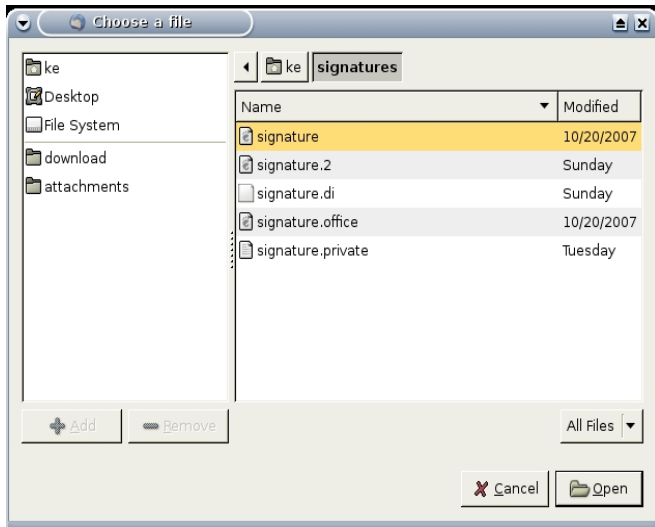 Choose a file
ke
Desktop
File System
download
attachments
ke signatures
Name Modified
signature 10/20/2007
signature.2 Sunday
signature.di Sunday
signature.office 10/20/2007
signature.private Tuesday
Add Remove
All Files
Cancel Open